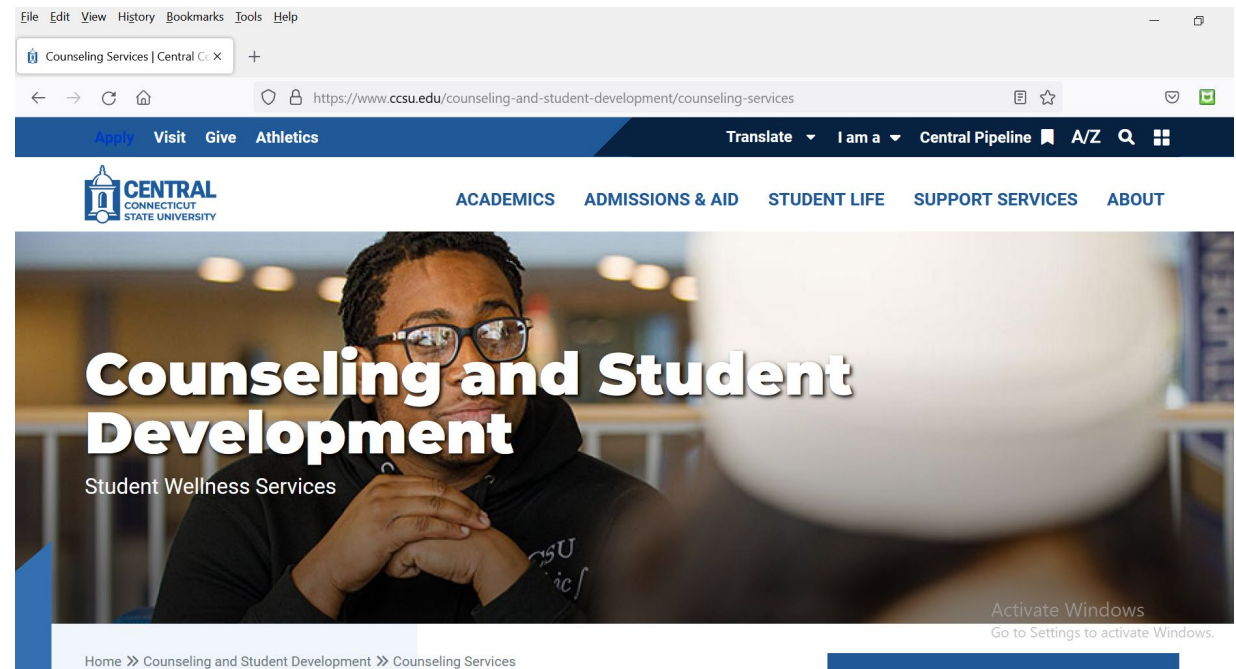 File Edit View History Bookmarks Tools Help
Counseling Services | Central Co
https://www.ccsu.edu/counseling-and-student-development/counseling-services
Apply Visit Give Athletics Translate I am a Central Pipeline A/Z
CENTRAL
CONNECTICUT
STATE UNIVERSITY
ACADEMICS ADMISSIONS & AID STUDENT LIFE SUPPORT SERVICES ABOUT
Counseling and Student
Development
Student Wellness Services
STUDENT
CSU
Activate Windows
Go to Settings to activate Windows.
Home » Counseling and Student Development » Counseling Services